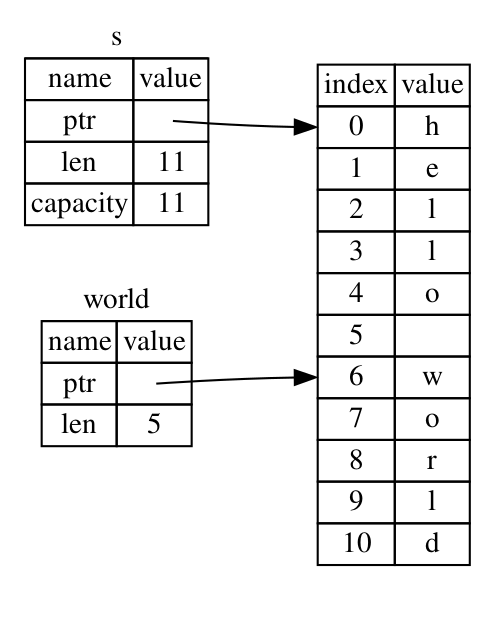 s
name value
ptr
len 11
capacity 11
world
name value
ptr
len 5
index value
0 h
1 e
2 l
3 l
4 o
5
6 w
7 o
8 r
9 l
10 d